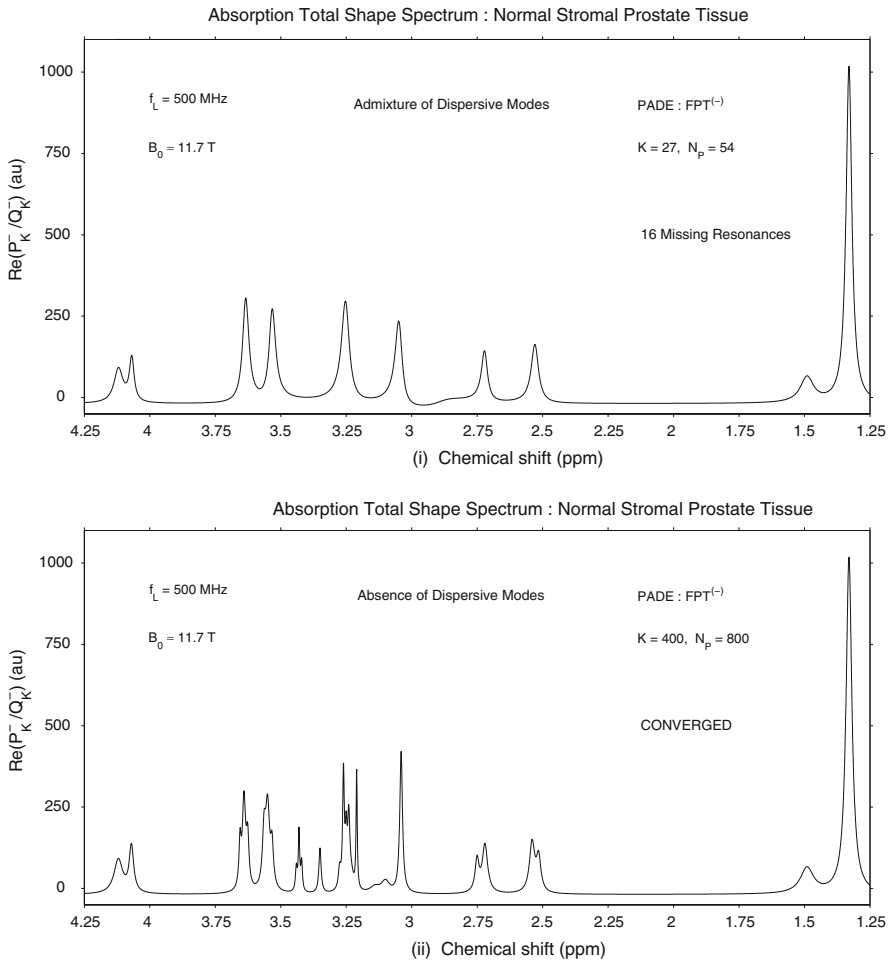 Absorption Total Shape Spectrum : Normal Stromal Prostate Tissue
1000
750
500
250
0
Re(P_K^- /Q_K^-) (au)
f_L = 500 MHz
Admixture of Dispersive Modes
PADE : FPT^(−)
B_0 = 11.7 T
K = 27, N_P = 54
16 Missing Resonances
4.25 4 3.75 3.5 3.25 3 2.75 2.5 2.25 2 1.75 1.5 1.25
(i) Chemical shift (ppm)
Absorption Total Shape Spectrum : Normal Stromal Prostate Tissue
1000
750
500
250
0
Re(P_K^- /Q_K^-) (au)
f_L = 500 MHz
Absence of Dispersive Modes
PADE : FPT^(−)
B_0 = 11.7 T
K = 400, N_P = 800
CONVERGED
4.25 4 3.75 3.5 3.25 3 2.75 2.5 2.25 2 1.75 1.5 1.25
(ii) Chemical shift (ppm)